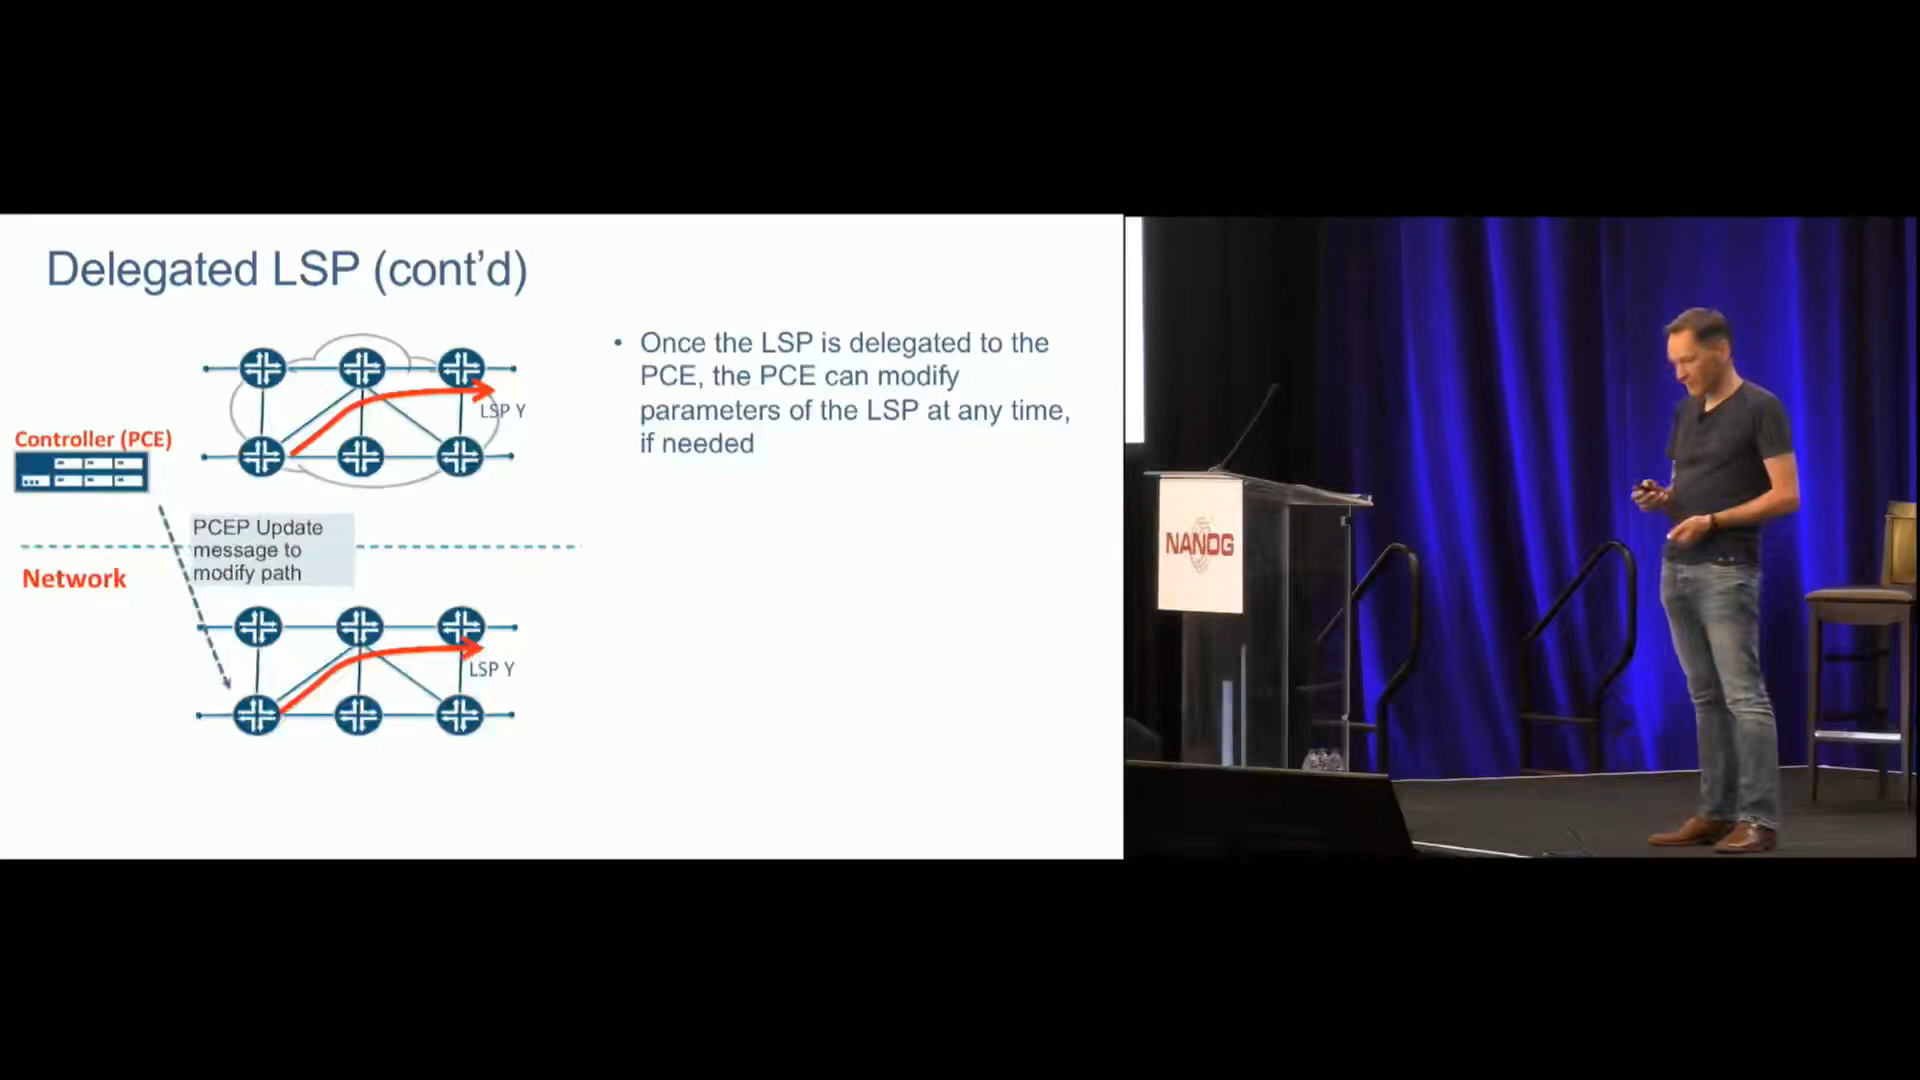 Delegated LSP (cont’d)
• Once the LSP is delegated to the
PCE, the PCE can modify
parameters of the LSP at any time,
if needed
LSP Y
Controller (PCE)
PCEP Update
message to
modify path
Network
LSP Y
NANOG